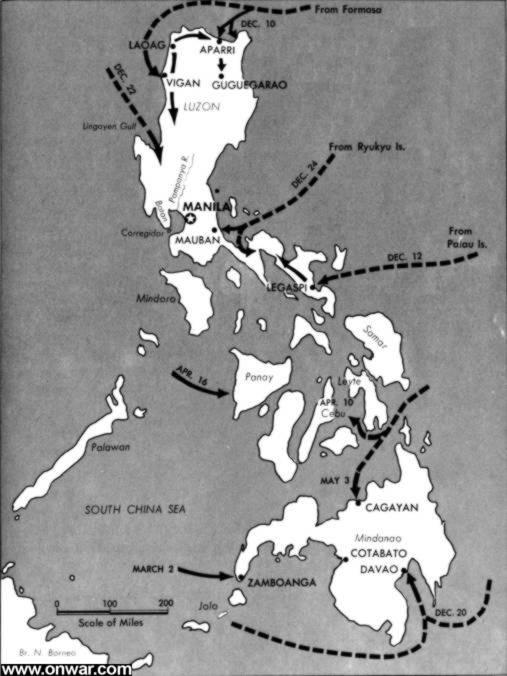 From Formosa
DEC. 10
LAOAG
APARRI
VIGAN
GUGUEGARAO
DEC. 22
LUZON
Lingayen Gulf
From Ryukyu Is.
Pampanya R.
DEC. 24
Batan
MANILA
Corregidor
MAUBAN
From
Palau Is.
DEC. 12
LEGASPI
Mindoro
Samar
APR. 16
Panay
Leyte
APR. 10
Cebu
Palawan
MAY 3
SOUTH CHINA SEA
CAGAYAN
Mindanao
COTABATO
DAVAO
MARCH 2
ZAMBOANGA
Jolo
DEC. 20
0 100 200
Scale of Miles
Br. N. Borneo
www.onwar.com